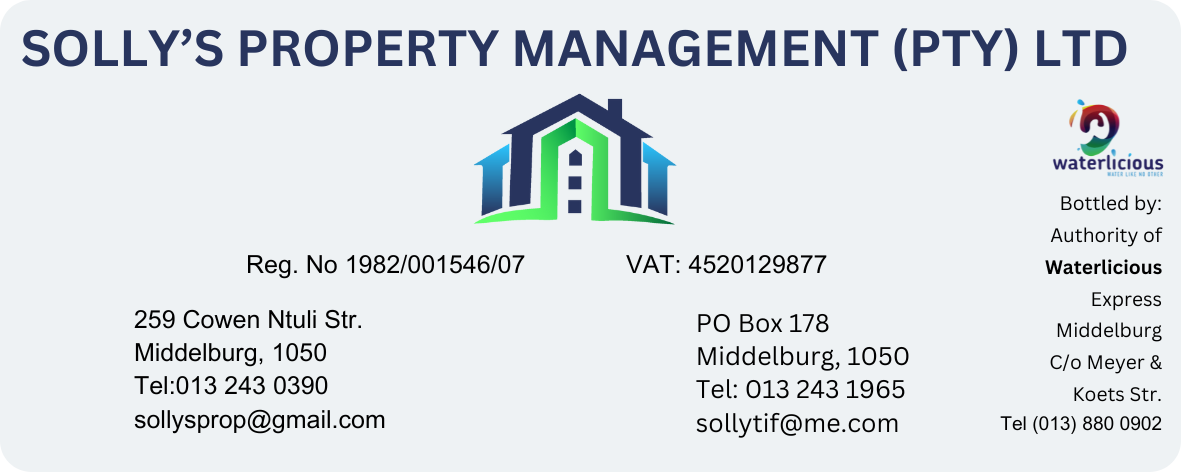 SOLLY’S PROPERTY MANAGEMENT (PTY) LTD
Reg. No 1982/001546/07
VAT: 4520129877
259 Cowen Ntuli Str.
Middelburg, 1050
Tel:013 243 0390
sollysprop@gmail.com
PO Box 178
Middelburg, 1050
Tel: 013 243 1965
sollytif@me.com
waterlicious
WATER LIKE NO OTHER
Bottled by:
Authority of
Waterlicious
Express
Middelburg
C/o Meyer &
Koets Str.
Tel (013) 880 0902